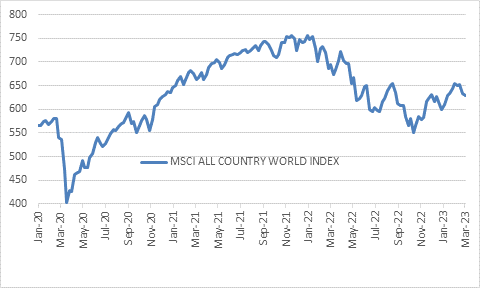 800
750
700
650
600
550
500
450
400
MSCI ALL COUNTRY WORLD INDEX
Jan-20
Mar-20
May-20
Jul-20
Sep-20
Nov-20
Jan-21
Mar-21
May-21
Jul-21
Sep-21
Nov-21
Jan-22
Mar-22
May-22
Jul-22
Sep-22
Nov-22
Jan-23
Mar-23